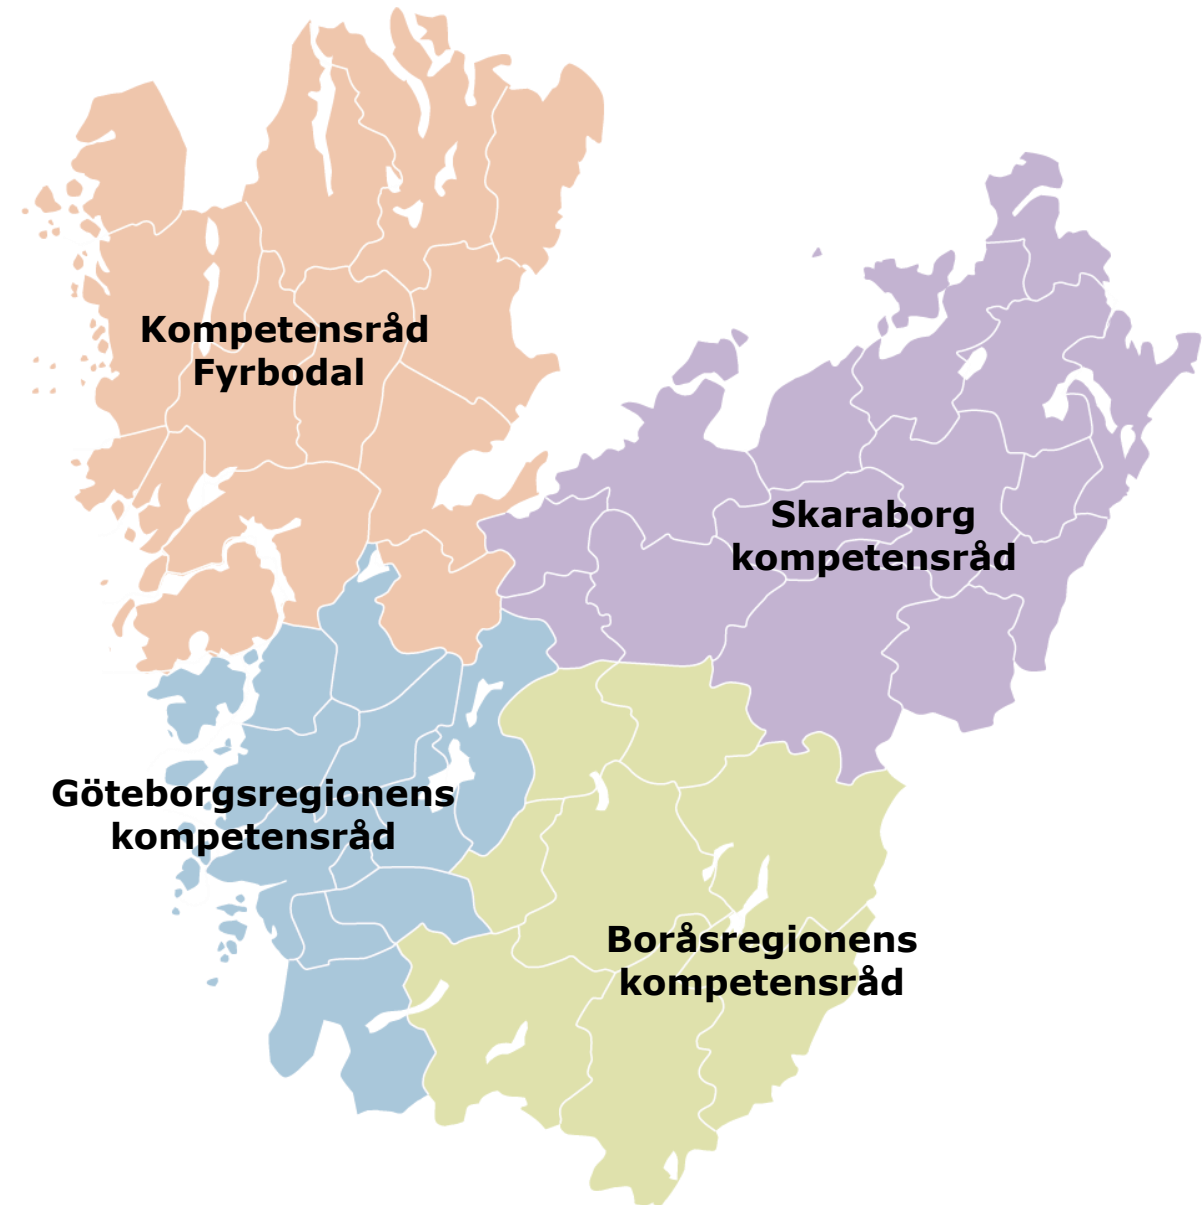 Kompetensråd
Fyrbodal
Skaraborg
kompetensråd
Göteborgsregionens
kompetensråd
Boråsregionens
kompetensråd